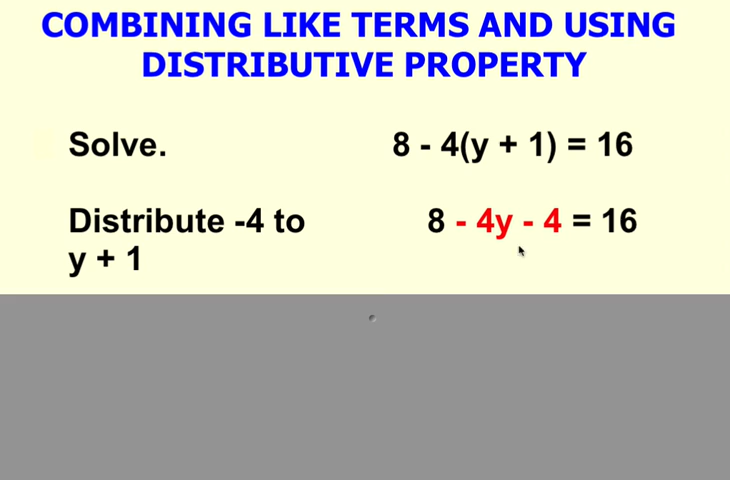 COMBINING LIKE TERMS AND USING
DISTRIBUTIVE PROPERTY
Solve. 8 - 4(y + 1) = 16
Distribute -4 to 8 - 4y - 4 = 16
y + 1